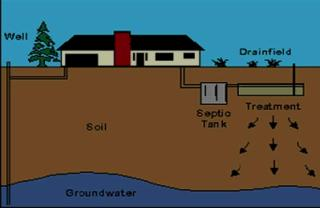 Well
Drainfield
Septic
Tank
Treatment
Soil
Groundwater